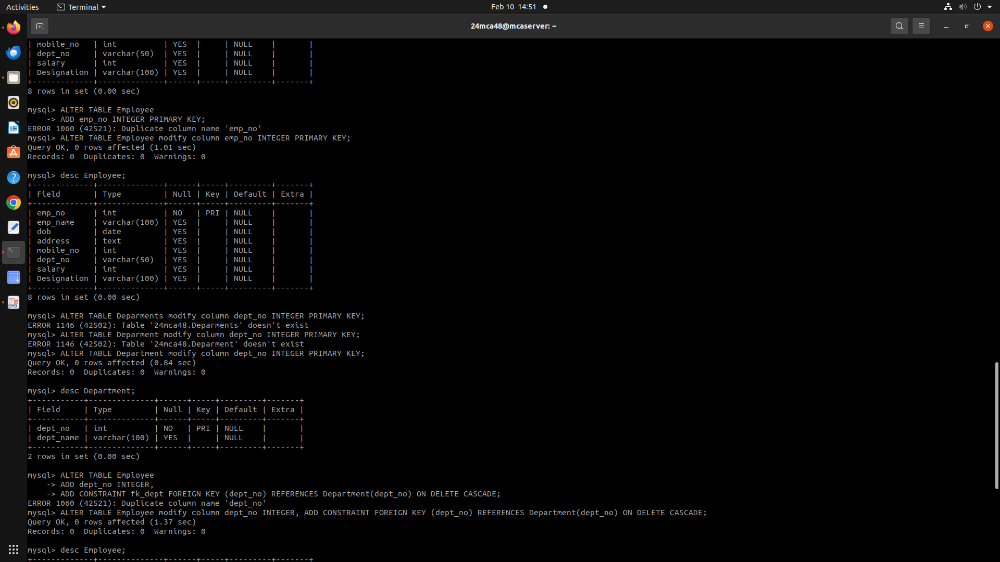 Activities
Terminal
Feb 10 14:51
24mca48@mcaserver: ~
| mobile_no   | int          | YES  |     | NULL    |       |
| dept_no     | varchar(50)  | YES  |     | NULL    |       |
| salary      | int          | YES  |     | NULL    |       |
| Designation | varchar(100) | YES  |     | NULL    |       |
+-------------+--------------+------+-----+---------+-------+
8 rows in set (0.00 sec)
mysql> ALTER TABLE Employee
    -> ADD emp_no INTEGER PRIMARY KEY;
ERROR 1060 (42S21): Duplicate column name 'emp_no'
mysql> ALTER TABLE Employee modify column emp_no INTEGER PRIMARY KEY;
Query OK, 0 rows affected (1.01 sec)
Records: 0  Duplicates: 0  Warnings: 0
mysql> desc Employee;
+-------------+--------------+------+-----+---------+-------+
| Field       | Type         | Null | Key | Default | Extra |
+-------------+--------------+------+-----+---------+-------+
| emp_no      | int          | NO   | PRI | NULL    |       |
| emp_name    | varchar(100) | YES  |     | NULL    |       |
| dob         | date         | YES  |     | NULL    |       |
| address     | text         | YES  |     | NULL    |       |
| mobile_no   | int          | YES  |     | NULL    |       |
| dept_no     | varchar(50)  | YES  |     | NULL    |       |
| salary      | int          | YES  |     | NULL    |       |
| Designation | varchar(100) | YES  |     | NULL    |       |
+-------------+--------------+------+-----+---------+-------+
8 rows in set (0.00 sec)
mysql> ALTER TABLE Deparments modify column dept_no INTEGER PRIMARY KEY;
ERROR 1146 (42S02): Table '24mca48.Deparments' doesn't exist
mysql> ALTER TABLE Deparment modify column dept_no INTEGER PRIMARY KEY;
ERROR 1146 (42S02): Table '24mca48.Deparment' doesn't exist
mysql> ALTER TABLE Department modify column dept_no INTEGER PRIMARY KEY;
Query OK, 0 rows affected (0.84 sec)
Records: 0  Duplicates: 0  Warnings: 0
mysql> desc Department;
+-----------+--------------+------+-----+---------+-------+
| Field     | Type         | Null | Key | Default | Extra |
+-----------+--------------+------+-----+---------+-------+
| dept_no   | int          | NO   | PRI | NULL    |       |
| dept_name | varchar(100) | YES  |     | NULL    |       |
+-----------+--------------+------+-----+---------+-------+
2 rows in set (0.00 sec)
mysql> ALTER TABLE Employee
    -> ADD dept_no INTEGER,
    -> ADD CONSTRAINT fk_dept FOREIGN KEY (dept_no) REFERENCES Department(dept_no) ON DELETE CASCADE;
ERROR 1060 (42S21): Duplicate column name 'dept_no'
mysql> ALTER TABLE Employee modify column dept_no INTEGER, ADD CONSTRAINT FOREIGN KEY (dept_no) REFERENCES Department(dept_no) ON DELETE CASCADE;
Query OK, 0 rows affected (1.37 sec)
Records: 0  Duplicates: 0  Warnings: 0
mysql> desc Employee;
+-------------+--------------+------+-----+---------+-------+